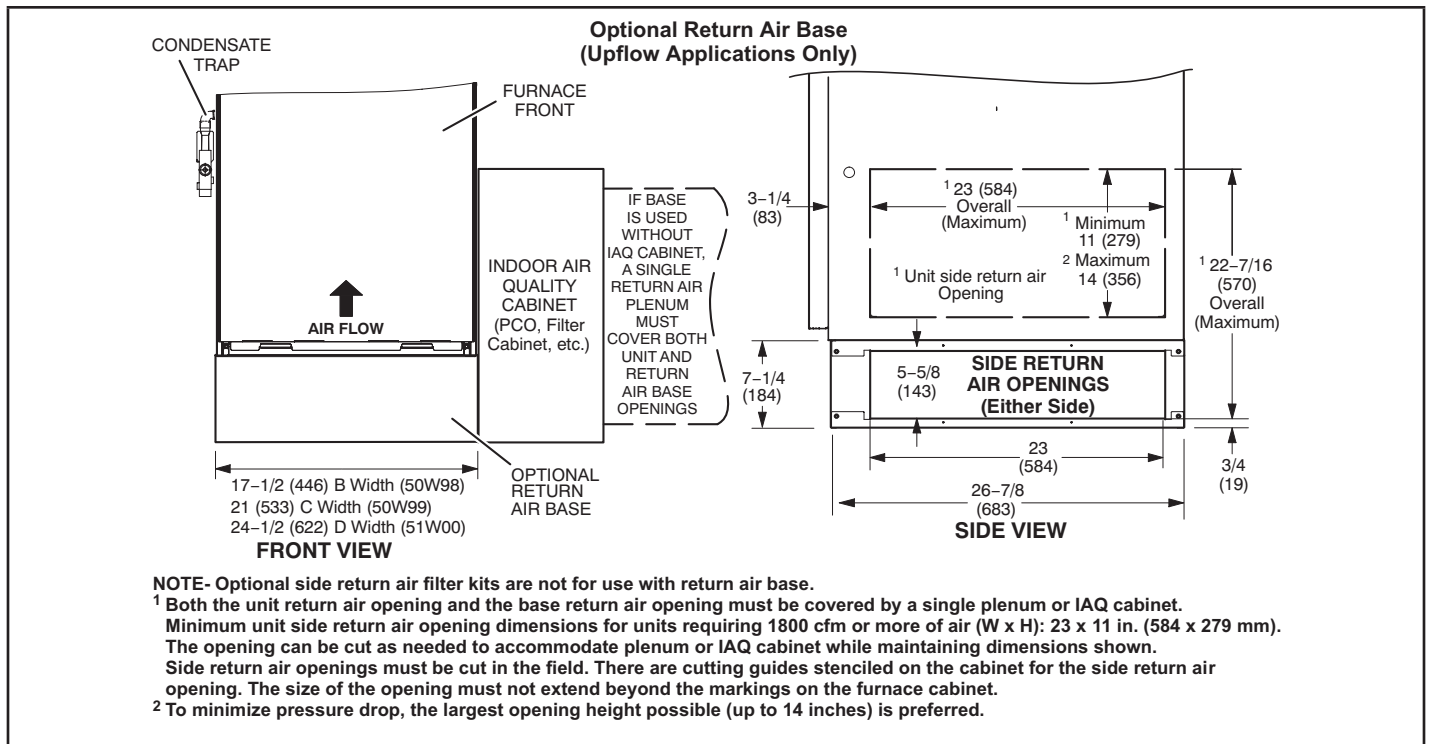 Optional Return Air Base
(Upflow Applications Only)
CONDENSATE
TRAP
FURNACE
FRONT
AIR FLOW
INDOOR AIR
QUALITY
CABINET
(PCO, Filter
Cabinet, etc.)
IF BASE
IS USED
WITHOUT
IAQ CABINET,
A SINGLE
RETURN AIR
PLENUM
MUST
COVER BOTH
UNIT AND
RETURN
AIR BASE
OPENINGS
OPTIONAL
RETURN
AIR BASE
17−1/2 (446) B Width (50W98)
21 (533) C Width (50W99)
24−1/2 (622) D Width (51W00)
FRONT VIEW
3−1/4
(83)
1 23 (584)
Overall
(Maximum)
1 Minimum
11 (279)
2 Maximum
14 (356)
1 Unit side return air
Opening
1 22−7/16
(570)
Overall
(Maximum)
7−1/4
(184)
5−5/8
(143)
SIDE RETURN
AIR OPENINGS
(Either Side)
23
(584)
3/4
(19)
26−7/8
(683)
SIDE VIEW
NOTE- Optional side return air filter kits are not for use with return air base.
1 Both the unit return air opening and the base return air opening must be covered by a single plenum or IAQ cabinet.
Minimum unit side return air opening dimensions for units requiring 1800 cfm or more of air (W x H): 23 x 11 in. (584 x 279 mm).
The opening can be cut as needed to accommodate plenum or IAQ cabinet while maintaining dimensions shown.
Side return air openings must be cut in the field. There are cutting guides stenciled on the cabinet for the side return air
opening. The size of the opening must not extend beyond the markings on the furnace cabinet.
2 To minimize pressure drop, the largest opening height possible (up to 14 inches) is preferred.